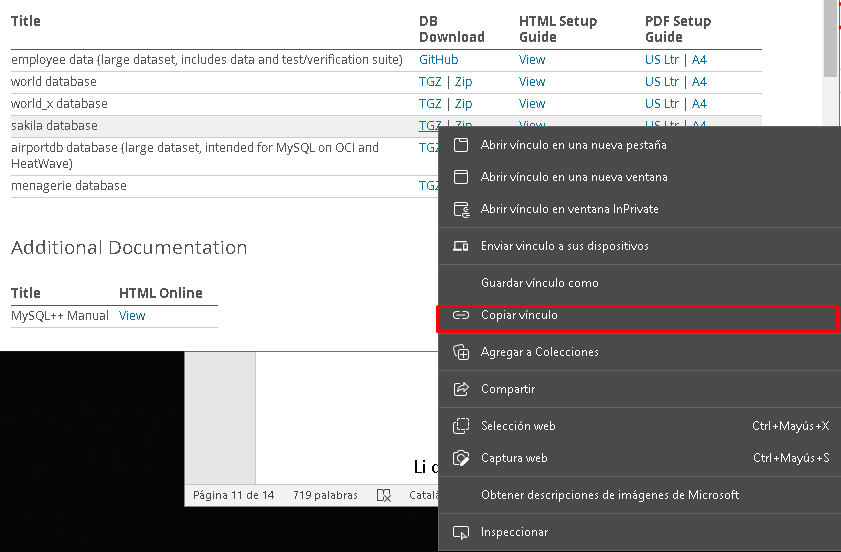 Title DB Download HTML Setup Guide PDF Setup Guide
employee data (large dataset, includes data and test/verification suite) GitHub View US Ltr | A4
world database TGZ | Zip View US Ltr | A4
world_x database TGZ | Zip View US Ltr | A4
sakila database TGZ | Zip View US Ltr | A4
airportdb database (large dataset, intended for MySQL on OCI and
HeatWave)
menagerie database
Additional Documentation
Title HTML Online
MySQL++ Manual View
Abrir vínculo en una nueva pestaña
Abrir vínculo en una nueva ventana
Abrir vínculo en ventana InPrivate
Enviar vinculo a sus dispositivos
Guardar vínculo como
Copiar vínculo
Agregar a Colecciones
Compartir
Selección web Ctrl+Mayús+X
Captura web Ctrl+Mayús+S
Obtener descripciones de imágenes de Microsoft
Inspeccionar
Li
Página 11 de 14 719 palabras